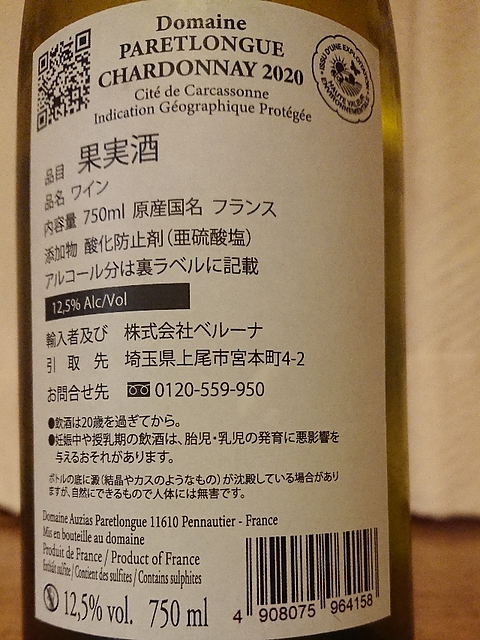 Domaine
PARETLONGUE
CHARDONNAY 2020
Cité de Carcassonne
Indication Géographique Protégée
ISSU D'UNE EXPLOITATION
HAUTE VALEUR
ENVIRONNEMENTALE
品目 果実酒
品名 ワイン
内容量 750ml 原産国名 フランス
添加物 酸化防止剤(亜硫酸塩)
アルコール分は裏ラベルに記載
12,5% Alc/Vol
輸入者及び 株式会社ベルーナ
引 取 先 埼玉県上尾市宮本町4-2
お問合せ先 0120-559-950
●飲酒は20歳を過ぎてから。
●妊娠中や授乳期の飲酒は、胎児・乳児の発育に悪影響を
与えるおそれがあります。
ボトルの底に澱(結晶やカスのようなもの)が沈殿している場合があり
ますが、自然にできるもので人体には無害です。
Domaine Auzias Paretlongue 11610 Pennautier - France
Mis en bouteille au domaine
Produit de France / Product of France
Enthält sulfite / Contient des sulfites / Contains sulphites
12,5% vol. 750 ml
4 908075 964158